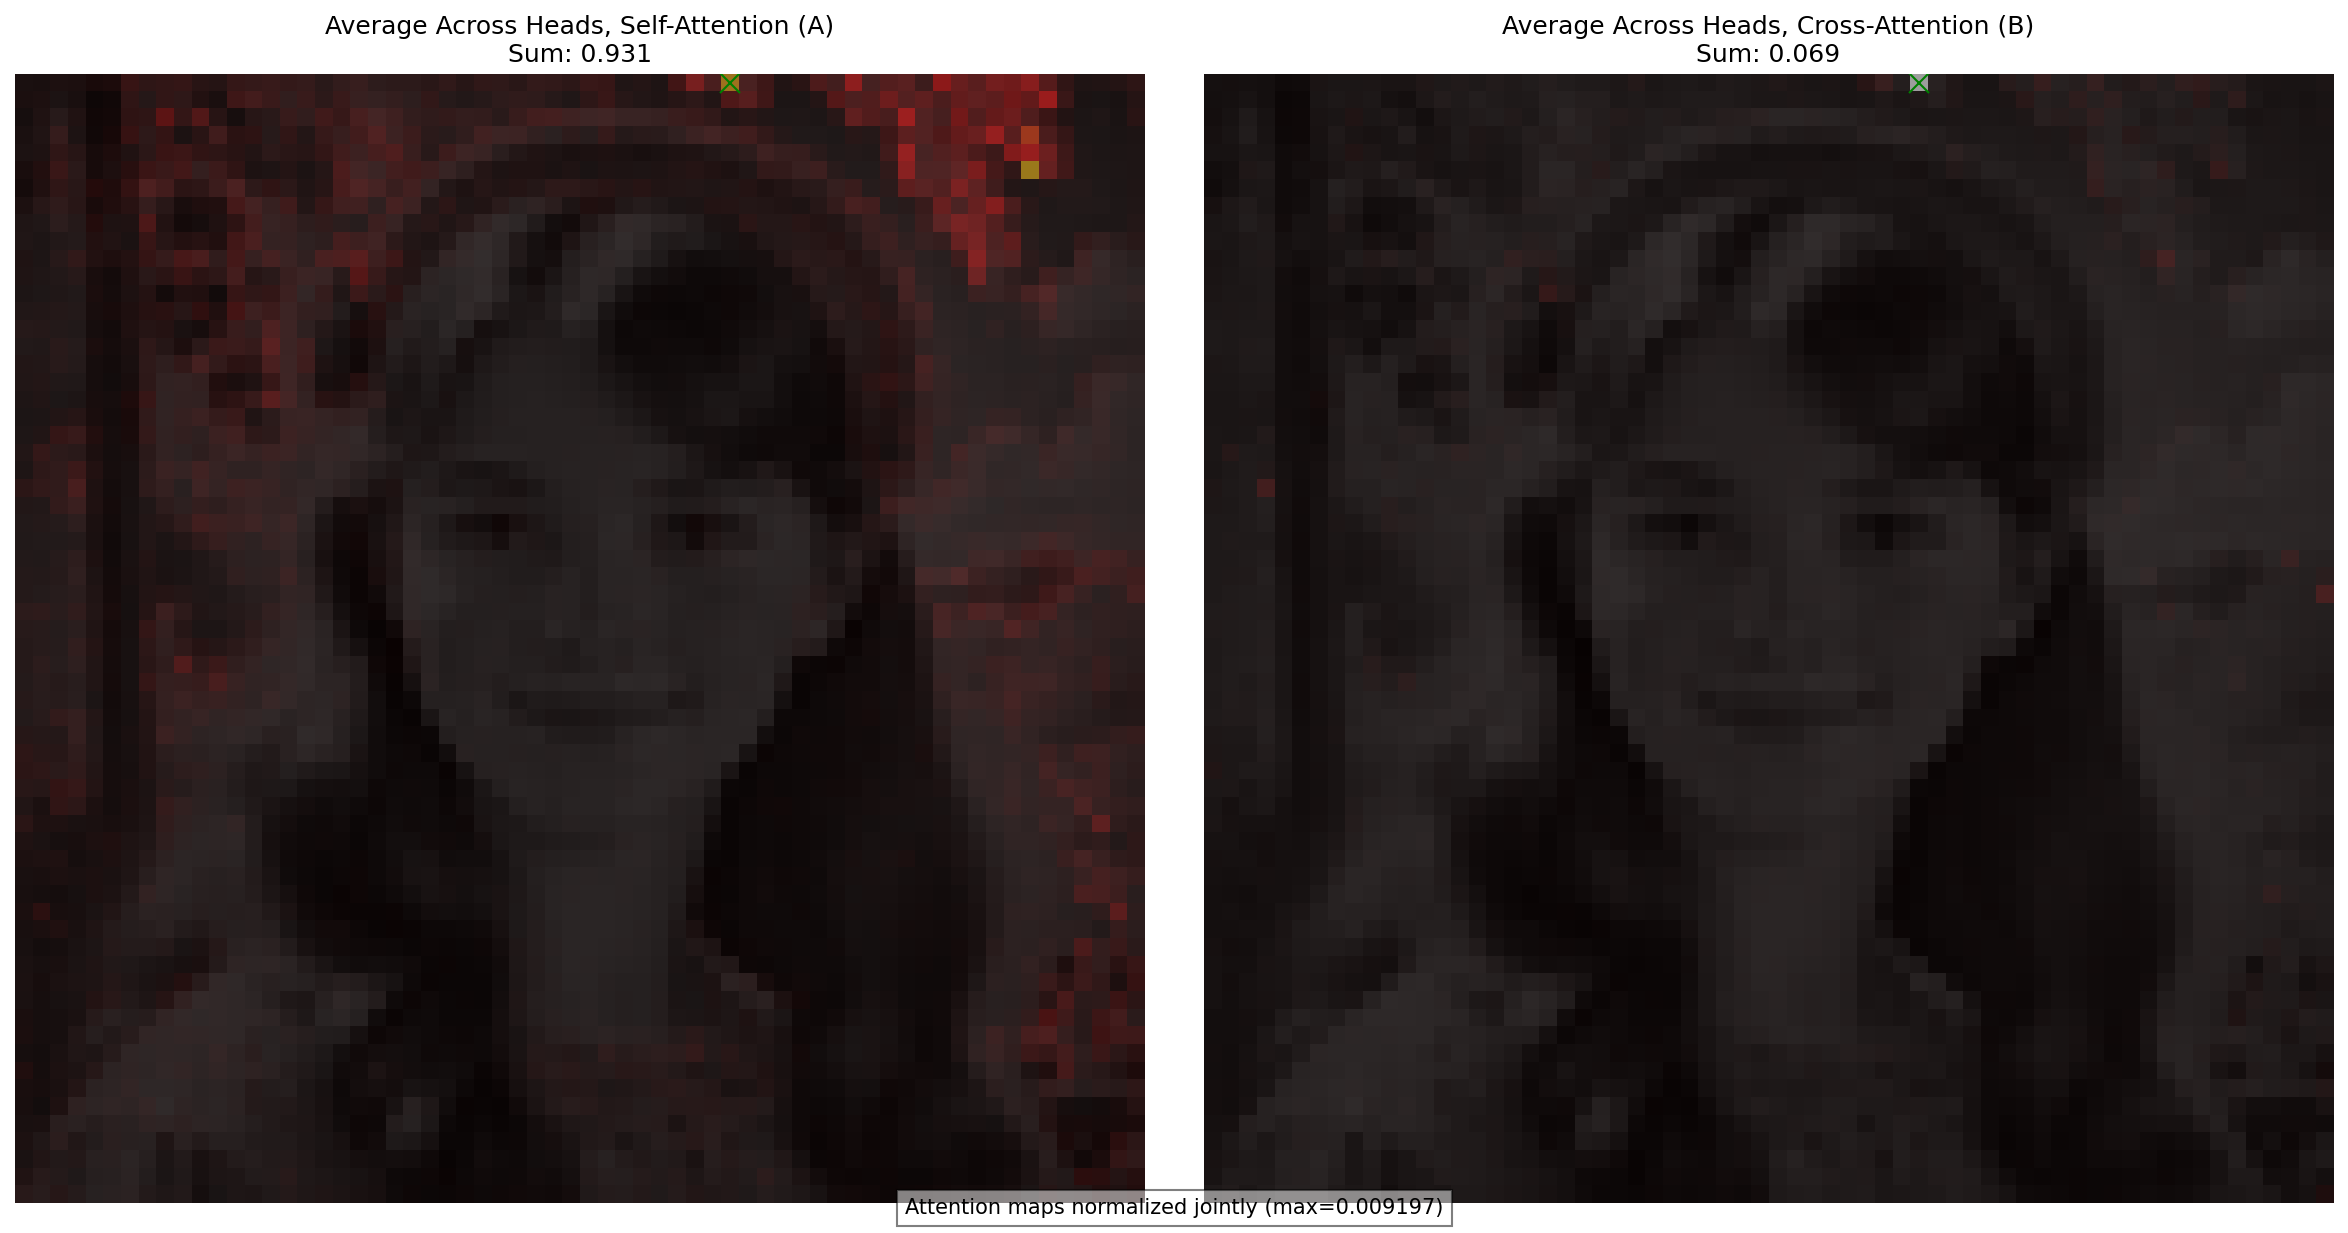 Average Across Heads, Self-Attention (A)
Sum: 0.931
Average Across Heads, Cross-Attention (B)
Sum: 0.069
Attention maps normalized jointly (max=0.009197)